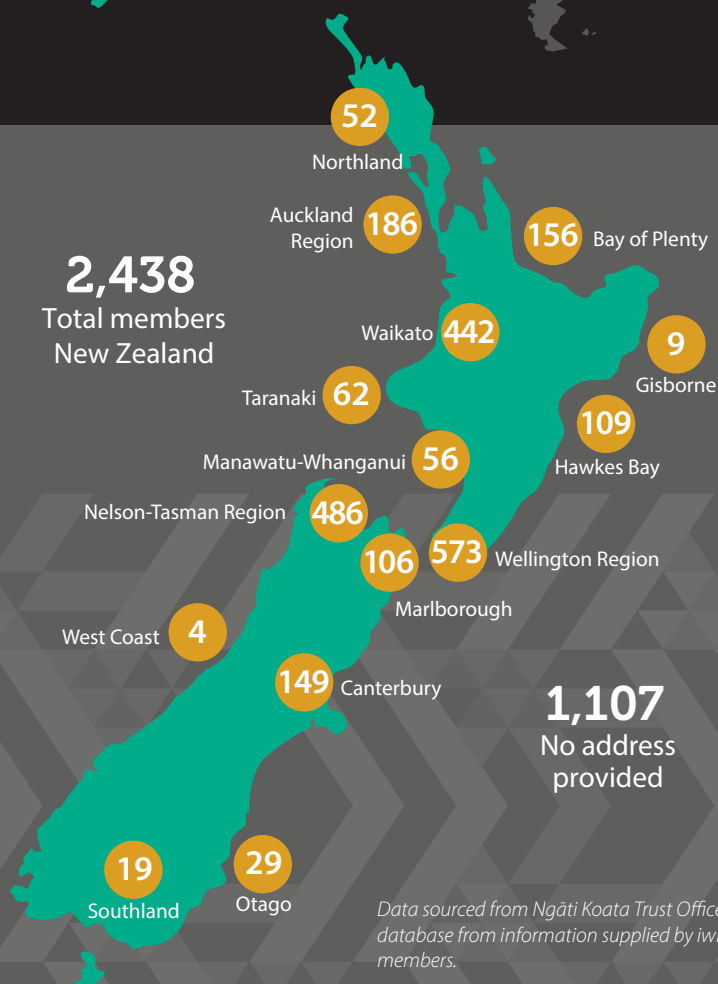 52
Northland
Auckland
Region
186
156
Bay of Plenty
2,438
Total members
New Zealand
Waikato
442
9
Gisborne
Taranaki
62
109
Hawkes Bay
Manawatu-Whanganui
56
Nelson-Tasman Region
486
106
Marlborough
573
Wellington Region
West Coast
4
149
Canterbury
1,107
No address
provided
19
Southland
29
Otago
Data sourced from Ngāti Koata Trust Office
database from information supplied by iwi
members.